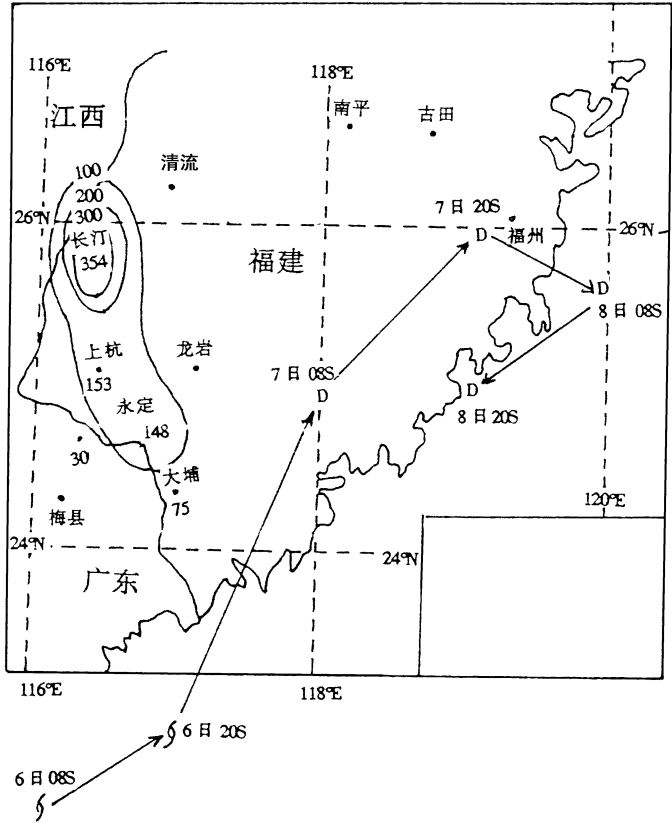 116°E
118°E
江西
南平
古田
100
清流
200
7日20S
26°N
300
D
福州
26°N
长汀
354
福建
D
8日08S
上杭
龙岩
7日08S
153
D
D
永定
8日20S
148
30
大埔
75
120°E
梅县
24°N
24°N
广东
116°E
118°E
6日20S
6日08S